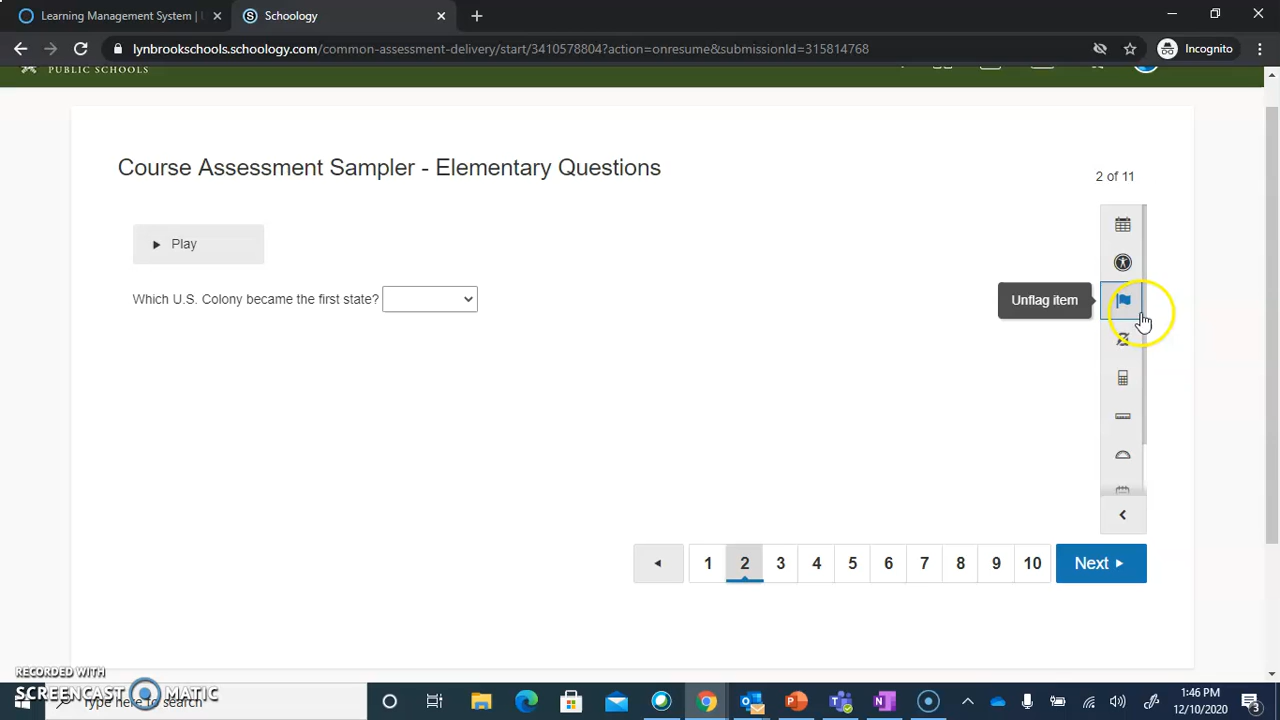 Learning Management System |
Schoology
lynbrookschools.schoology.com/common-assessment-delivery/start/3410578804?action=onresume&submissionId=315814768
Incognito
PUBLIC SCHOOLS
Course Assessment Sampler - Elementary Questions
2 of 11
Play
Which U.S. Colony became the first state?
Unflag item
1 2 3 4 5 6 7 8 9 10 Next
RECORDED WITH
SCREENCAST MATIC
Type here to search
1:46 PM
12/10/2020
3